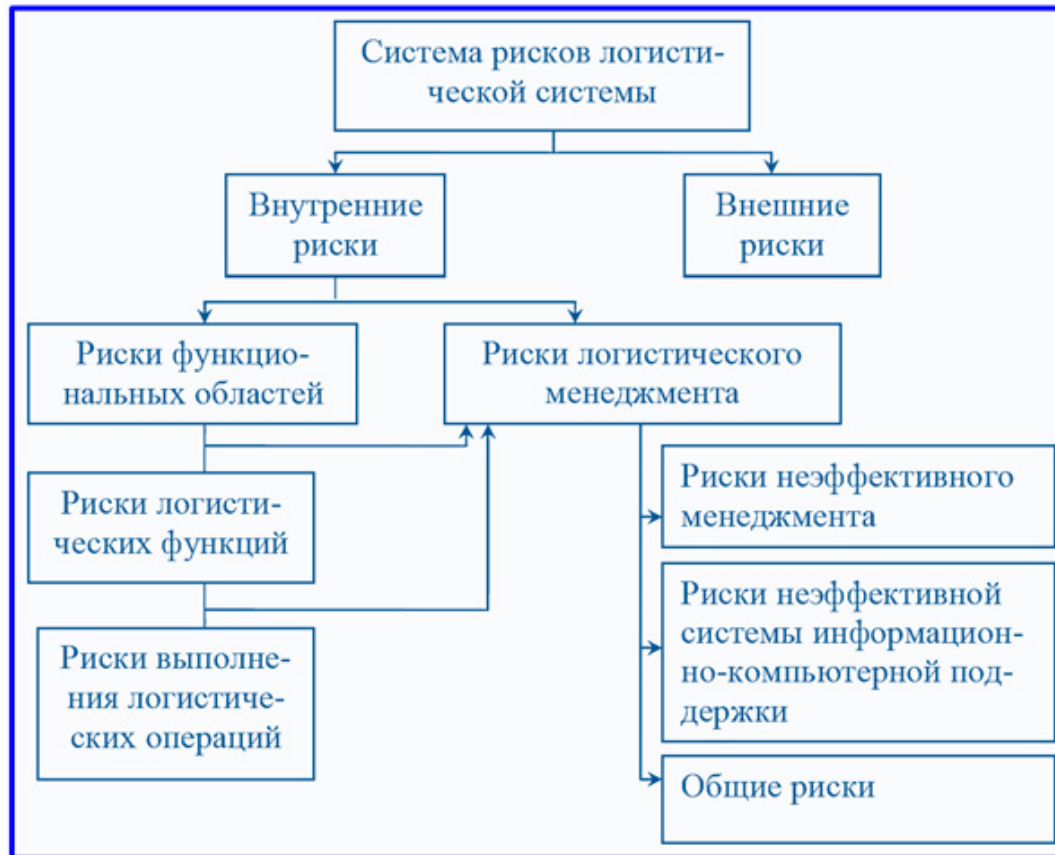 Система рисков логисти-
ческой системы
Внутренние
риски
Внешние
риски
Риски функцио-
нальных областей
Риски логистического
менеджмента
Риски логисти-
ческих функций
Риски выполне-
ния логистиче-
ских операций
Риски неэффективного
менеджмента
Риски неэффективной
системы информацион-
но-компьютерной под-
держки
Общие риски